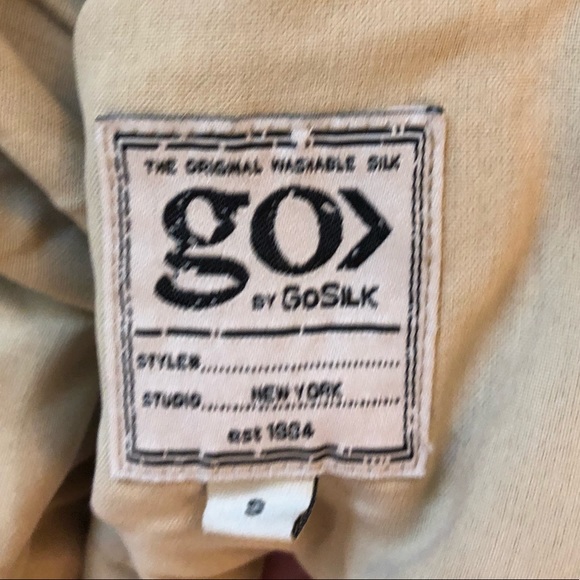 THE ORIGINAL WASHABLE SILK
go>
BY GOSILK
STYLE#
STUDIO NEW YORK
est 1984
S